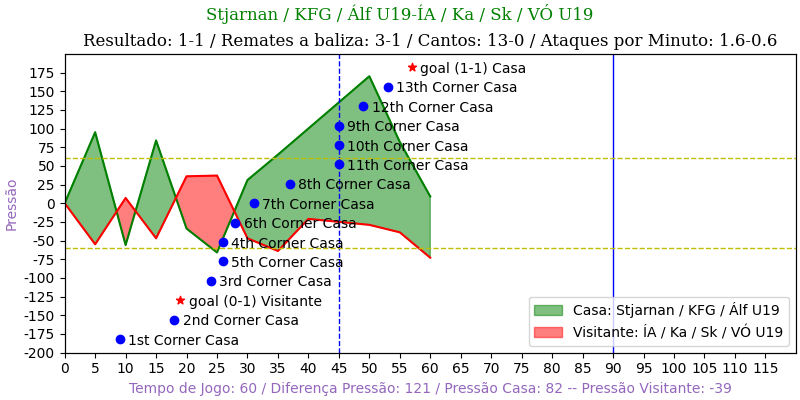 Stjarnan / KFG / Álf U19-ÍA / Ka / Sk / VÓ U19
Resultado: 1-1 / Remates a baliza: 3-1 / Cantos: 13-0 / Ataques por Minuto: 1.6-0.6
175
150
125
100
75
50
25
0
-25
-50
-75
-100
-125
-150
-175
-200
Pressão
goal (1-1) Casa
13th Corner Casa
12th Corner Casa
9th Corner Casa
10th Corner Casa
11th Corner Casa
8th Corner Casa
7th Corner Casa
6th Corner Casa
4th Corner Casa
5th Corner Casa
3rd Corner Casa
goal (0-1) Visitante
2nd Corner Casa
1st Corner Casa
Casa: Stjarnan / KFG / Álf U19
Visitante: ÍA / Ka / Sk / VÓ U19
0 5 10 15 20 25 30 35 40 45 50 55 60 65 70 75 80 85 90 95 100 105 110 115
Tempo de Jogo: 60 / Diferença Pressão: 121 / Pressão Casa: 82 -- Pressão Visitante: -39